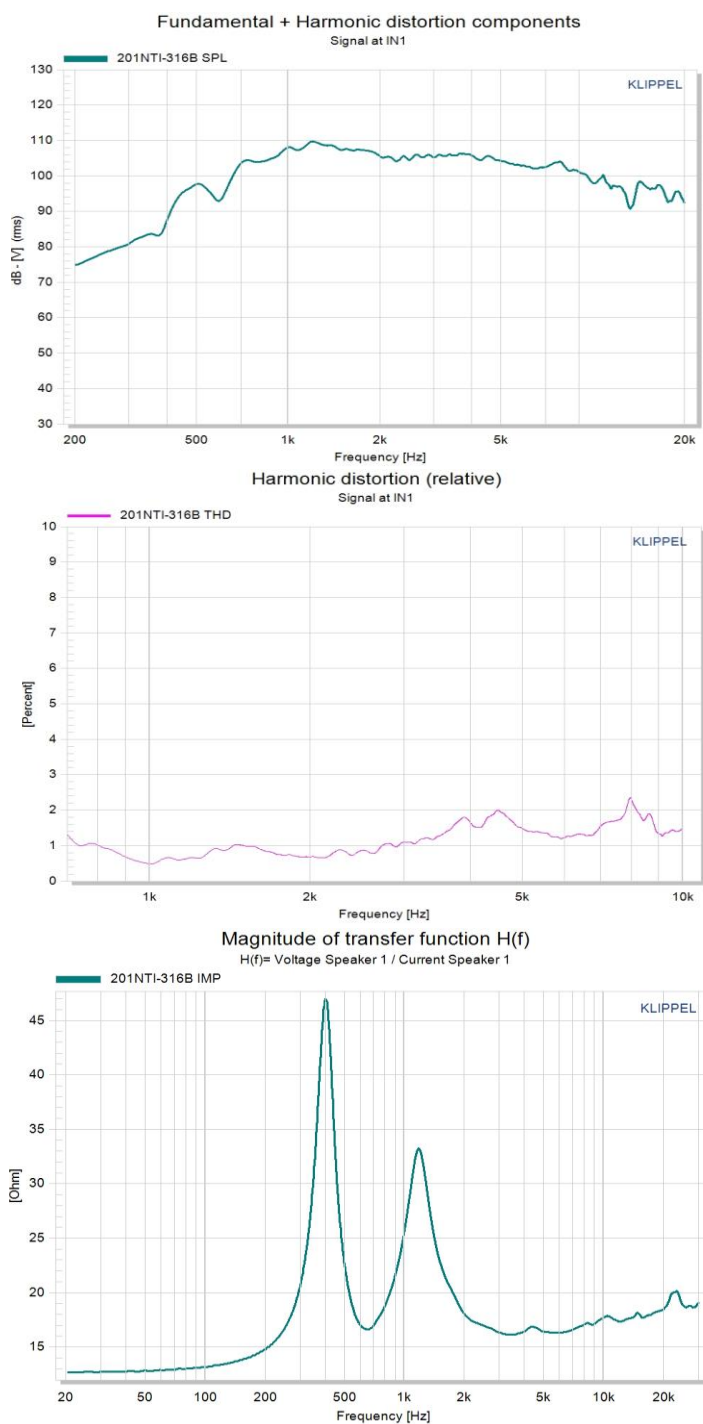 Fundamental + Harmonic distortion components
Signal at IN1
201NTI-316B SPL
KLIPPEL
130
120
110
100
90
80
70
60
50
40
30
dB - [V] (rms)
200 500 1k 2k 5k 20k
Frequency [Hz]
Harmonic distortion (relative)
Signal at IN1
201NTI-316B THD
KLIPPEL
10
9
8
7
6
5
4
3
2
1
0
[Percent]
1k 2k 5k 10k
Frequency [Hz]
Magnitude of transfer function H(f)
H(f)= Voltage Speaker 1 / Current Speaker 1
201NTI-316B IMP
KLIPPEL
45
40
35
30
25
20
15
[Ohm]
20 50 100 200 500 1k 2k 5k 10k 20k
Frequency [Hz]